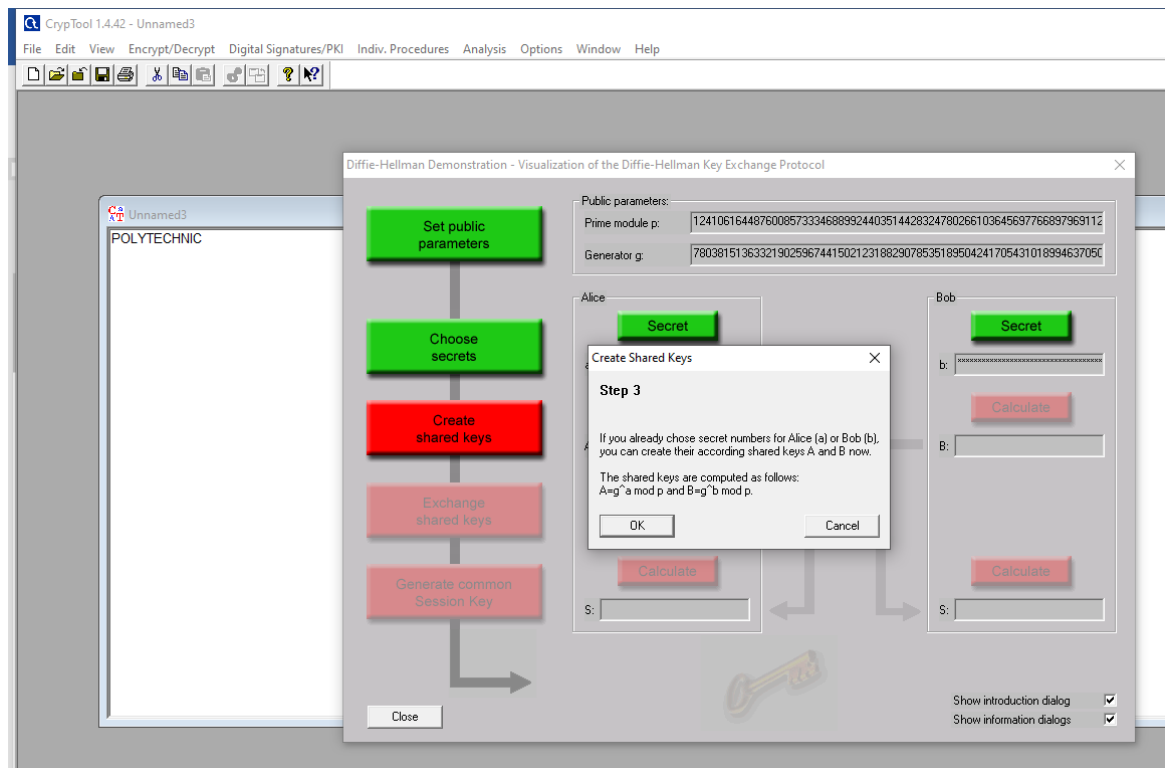 CrypTool 1.4.42 - Unnamed3
File Edit View Encrypt/Decrypt Digital Signatures/PKI Indiv. Procedures Analysis Options Window Help
Diffie-Hellman Demonstration - Visualization of the Diffie-Hellman Key Exchange Protocol
Unnamed3
POLYTECHNIC
Set public
parameters
Choose
secrets
Create
shared keys
Exchange
shared keys
Generate common
Session Key
Close
Public parameters:
Prime module p: 
Generator g: 
Alice
Secret
Create Shared Keys
Step 3
If you already chose secret numbers for Alice (a) or Bob (b),
you can create their according shared keys A and B now.
The shared keys are computed as follows:
A=g^a mod p and B=g^b mod p.
OK Cancel
Calculate
S:
Bob
Secret
b:
Calculate
B:
Calculate
S:
Show introduction dialog
Show information dialogs